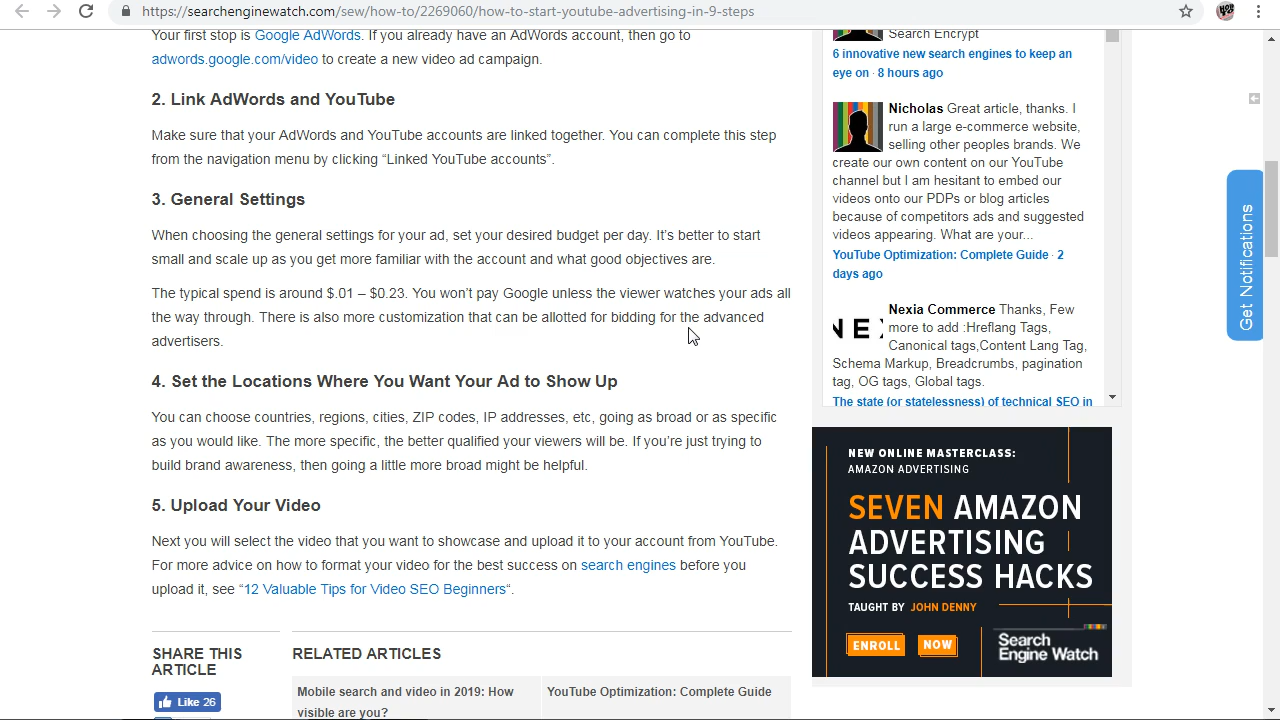 https://searchenginewatch.com/sew/how-to/2269060/how-to-start-youtube-advertising-in-9-steps
Your first stop is Google AdWords. If you already have an AdWords account, then go to
adwords.google.com/video to create a new video ad campaign.
2. Link AdWords and YouTube
Make sure that your AdWords and YouTube accounts are linked together. You can complete this step
from the navigation menu by clicking “Linked YouTube accounts”.
3. General Settings
When choosing the general settings for your ad, set your desired budget per day. It’s better to start
small and scale up as you get more familiar with the account and what good objectives are.
The typical spend is around $.01 – $0.23. You won’t pay Google unless the viewer watches your ads all
the way through. There is also more customization that can be allotted for bidding for the advanced
advertisers.
4. Set the Locations Where You Want Your Ad to Show Up
You can choose countries, regions, cities, ZIP codes, IP addresses, etc, going as broad or as specific
as you would like. The more specific, the better qualified your viewers will be. If you’re just trying to
build brand awareness, then going a little more broad might be helpful.
5. Upload Your Video
Next you will select the video that you want to showcase and upload it to your account from YouTube.
For more advice on how to format your video for the best success on search engines before you
upload it, see “12 Valuable Tips for Video SEO Beginners“.
SHARE THIS
ARTICLE
Like 26
RELATED ARTICLES
Mobile search and video in 2019: How
visible are you?
YouTube Optimization: Complete Guide
Search Encrypt
6 innovative new search engines to keep an
eye on · 8 hours ago
Nicholas Great article, thanks. I
run a large e-commerce website,
selling other peoples brands. We
create our own content on our YouTube
channel but I am hesitant to embed our
videos onto our PDPs or blog articles
because of competitors ads and suggested
videos appearing. What are your...
YouTube Optimization: Complete Guide · 2
days ago
NEX
Nexia Commerce Thanks, Few
more to add :Hreflang Tags,
Canonical tags,Content Lang Tag,
Schema Markup, Breadcrumbs, pagination
tag, OG tags, Global tags.
The state (or statelessness) of technical SEO in
NEW ONLINE MASTERCLASS:
AMAZON ADVERTISING
SEVEN AMAZON
ADVERTISING
SUCCESS HACKS
TAUGHT BY JOHN DENNY
ENROLL NOW
Search
Engine Watch
Get Notifications